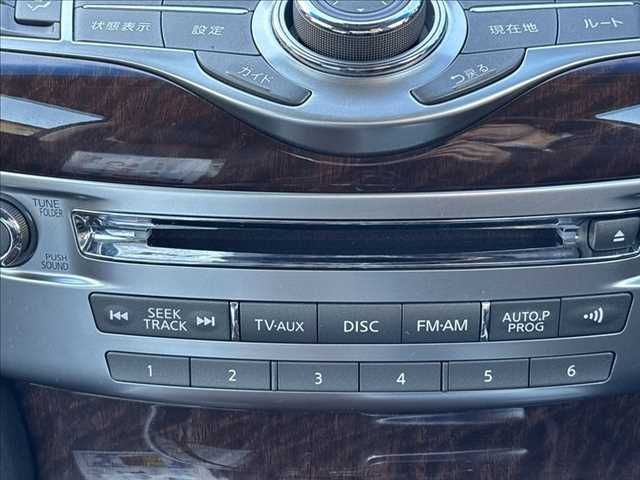 状態表示
設定
現在地
ルート
ガイド
戻る
TUNE
FOLDER
PUSH
SOUND
SEEK
TRACK
TV·AUX
DISC
FM·AM
AUTO.P
PROG
1
2
3
4
5
6